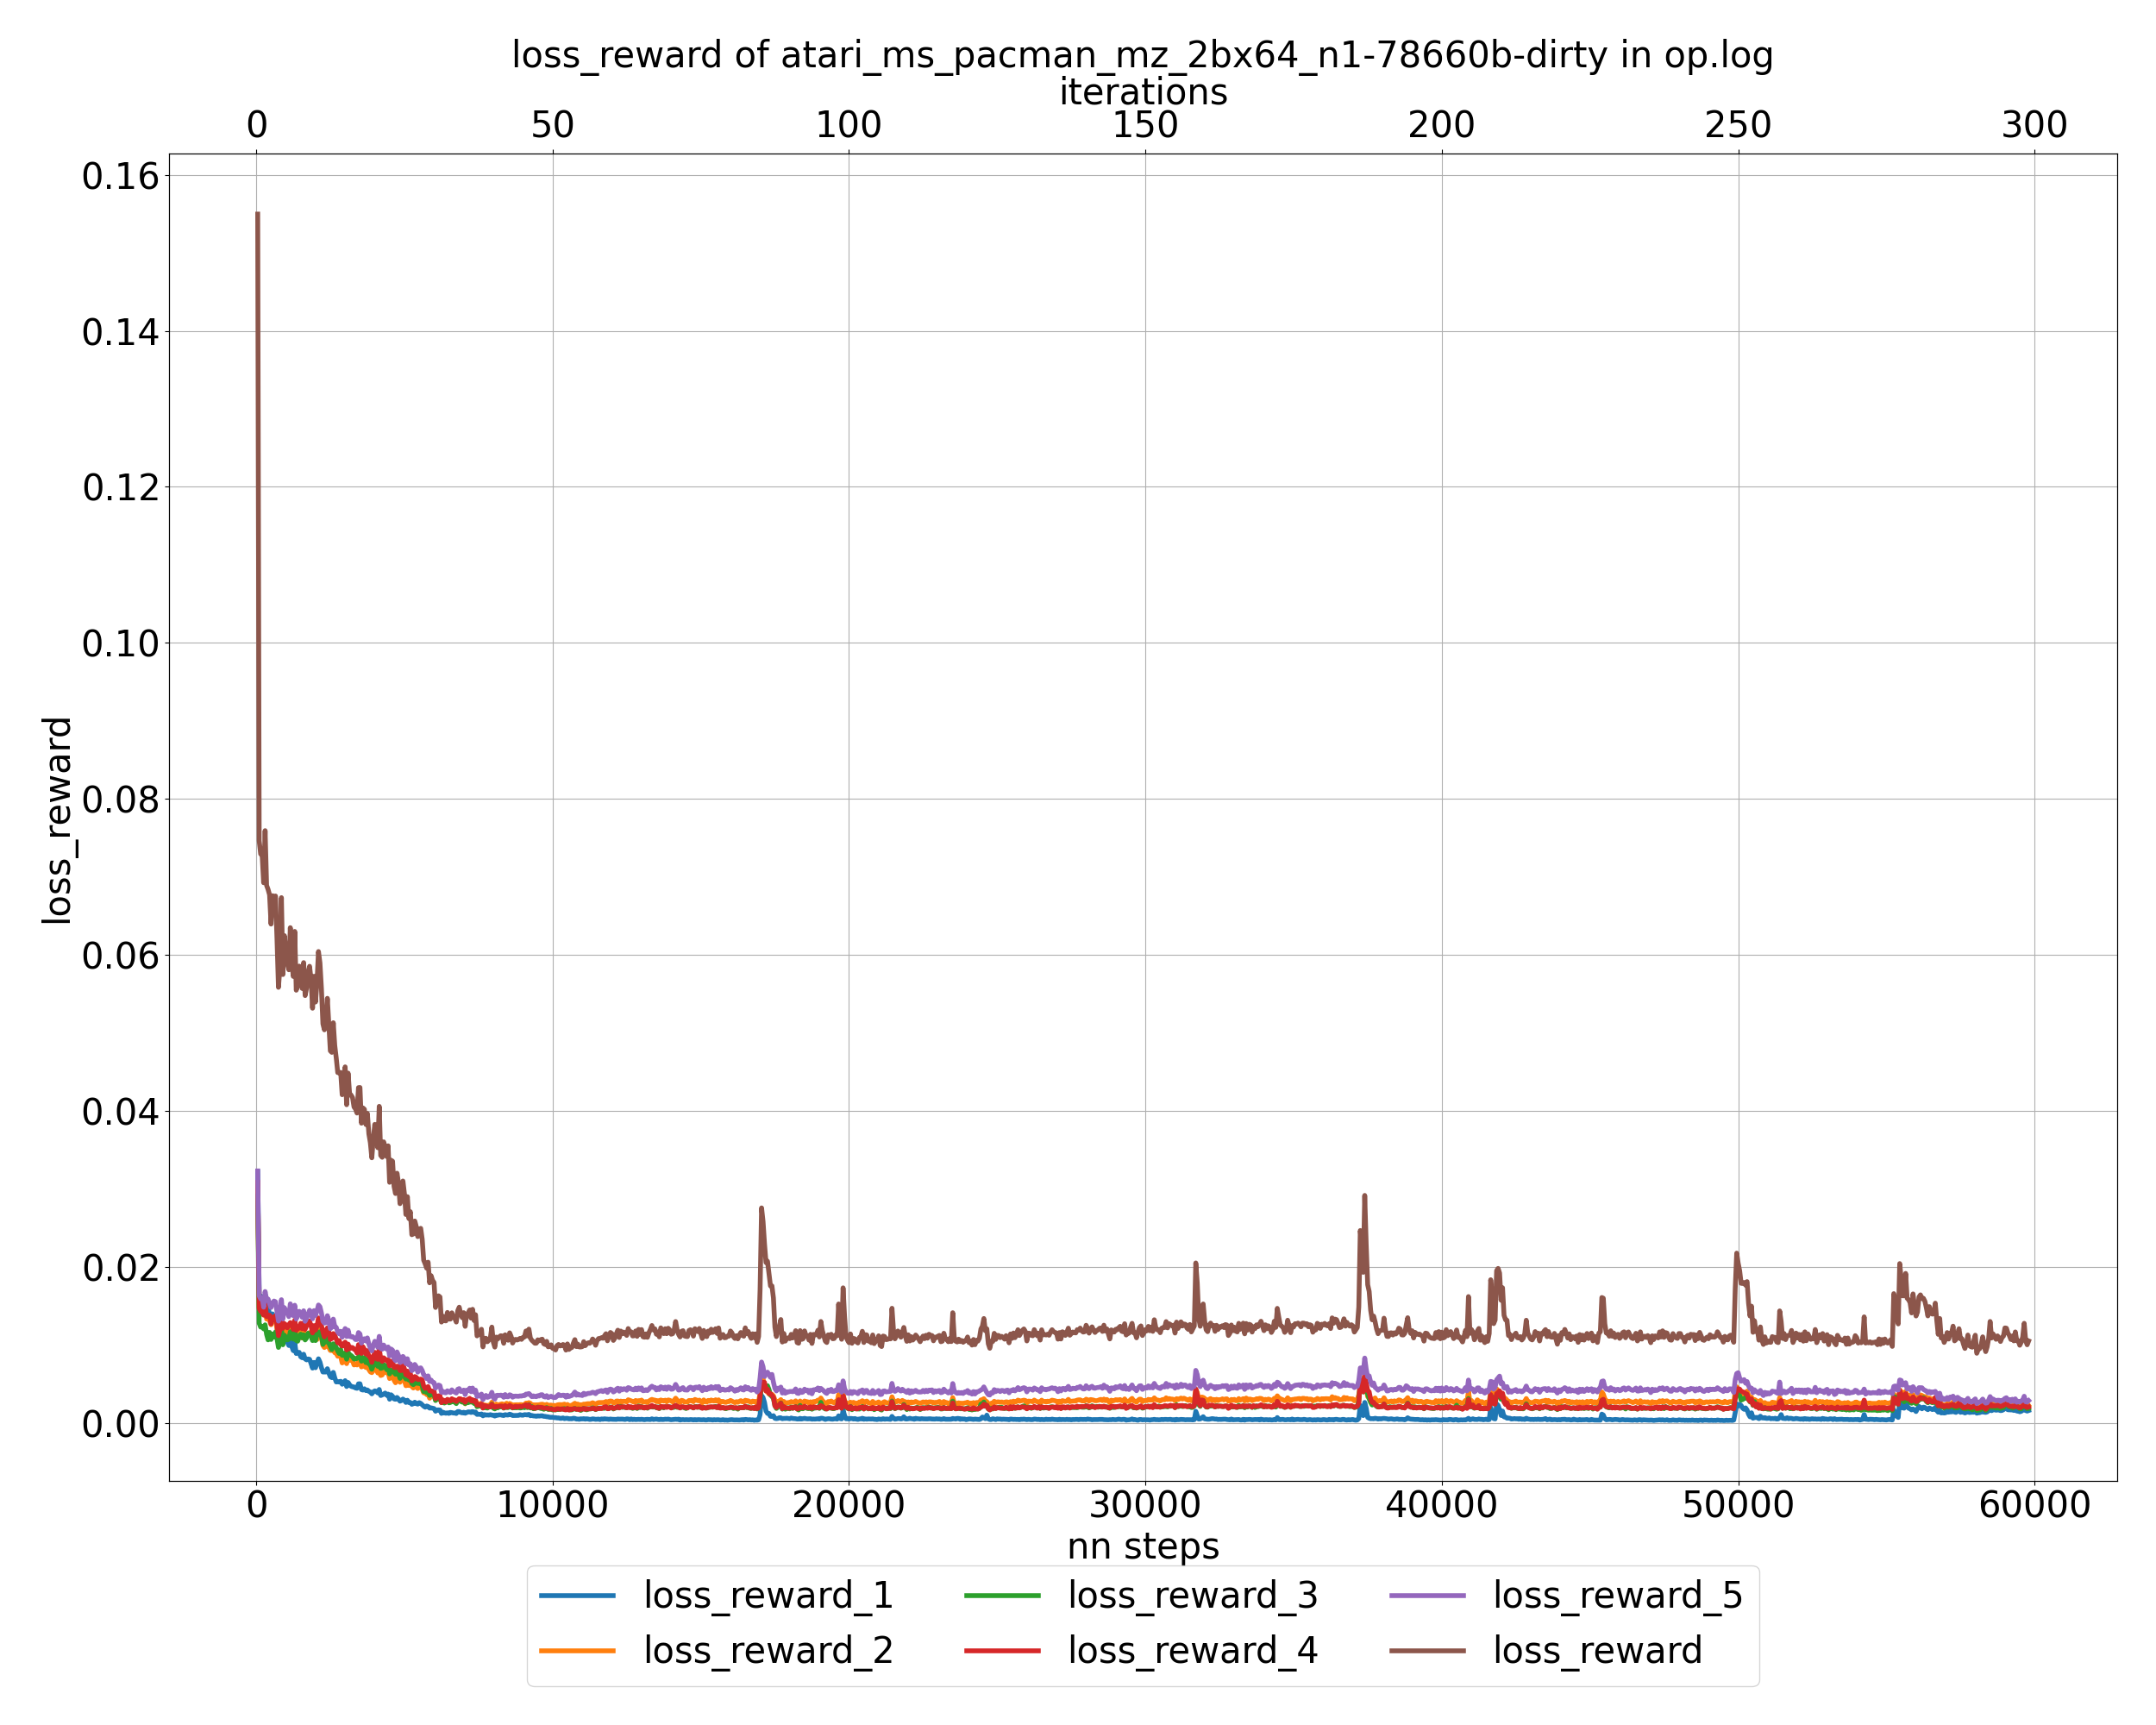 loss_reward of atari_ms_pacman_mz_2bx64_n1-78660b-dirty in op.log
iterations
0 50 100 150 200 250 300
0.16
0.14
0.12
0.10
0.08
0.06
0.04
0.02
0.00
loss_reward
0 10000 20000 30000 40000 50000 60000
nn steps
loss_reward_1 loss_reward_3 loss_reward_5
loss_reward_2 loss_reward_4 loss_reward